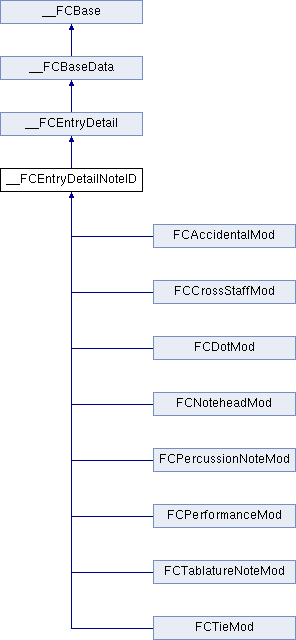 __FCBase
__FCBaseData
__FCEntryDetail
__FCEntryDetailNoteID
FCAccidentalMod
FCCrossStaffMod
FCDotMod
FCNoteheadMod
FCPercussionNoteMod
FCPerformanceMod
FCTablatureNoteMod
FCTieMod